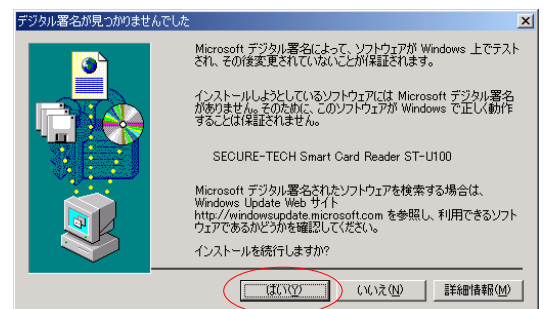 デジタル署名が見つかりませんでした
Microsoft デジタル署名によって、ソフトウェアが Windows 上でテスト
され、その後変更されていないことが保証されます。
インストールしようとしているソフトウェアには Microsoft デジタル署名
がありません。そのために、このソフトウェアが Windows で正しく動作
することは保証されません。
SECURE-TECH Smart Card Reader ST-U100
Microsoft デジタル署名されたソフトウェアを検索する場合は、
Windows Update Web サイト
http://windowsupdate.microsoft.com を参照し、利用できるソフト
ウェアであるかどうかを確認してください。
インストールを続行しますか?
はい(Y) いいえ(N) 詳細情報(M)